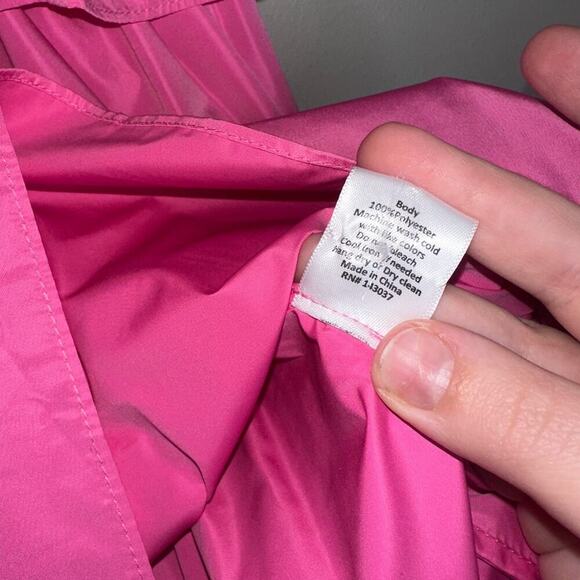 Body
100%Polyester
Machine wash cold
with like colors
Do not bleach
Cool iron if needed
Hang dry or Dry clean
Made in China
RN# 143037